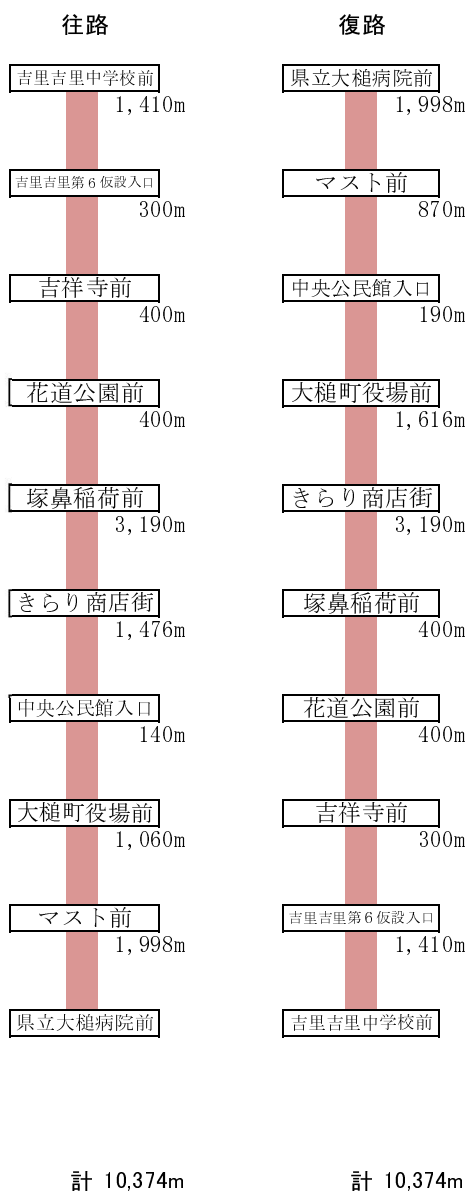 往路
吉里吉里中学校前
1,410m
吉里吉里第6仮設入口
300m
吉祥寺前
400m
花道公園前
400m
塚鼻稲荷前
3,190m
きらり商店街
1,476m
中央公民館入口
140m
大槌町役場前
1,060m
マスト前
1,998m
県立大槌病院前
計 10,374m
復路
県立大槌病院前
1,998m
マスト前
870m
中央公民館入口
190m
大槌町役場前
1,616m
きらり商店街
3,190m
塚鼻稲荷前
400m
花道公園前
400m
吉祥寺前
300m
吉里吉里第6仮設入口
1,410m
吉里吉里中学校前
計 10,374m